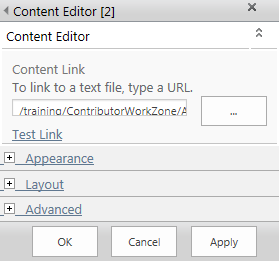 Content Editor [2]
Content Editor
Content Link
To link to a text file, type a URL.
/training/ContributorWorkZone/A
...
Test Link
Appearance
Layout
Advanced
OK Cancel Apply